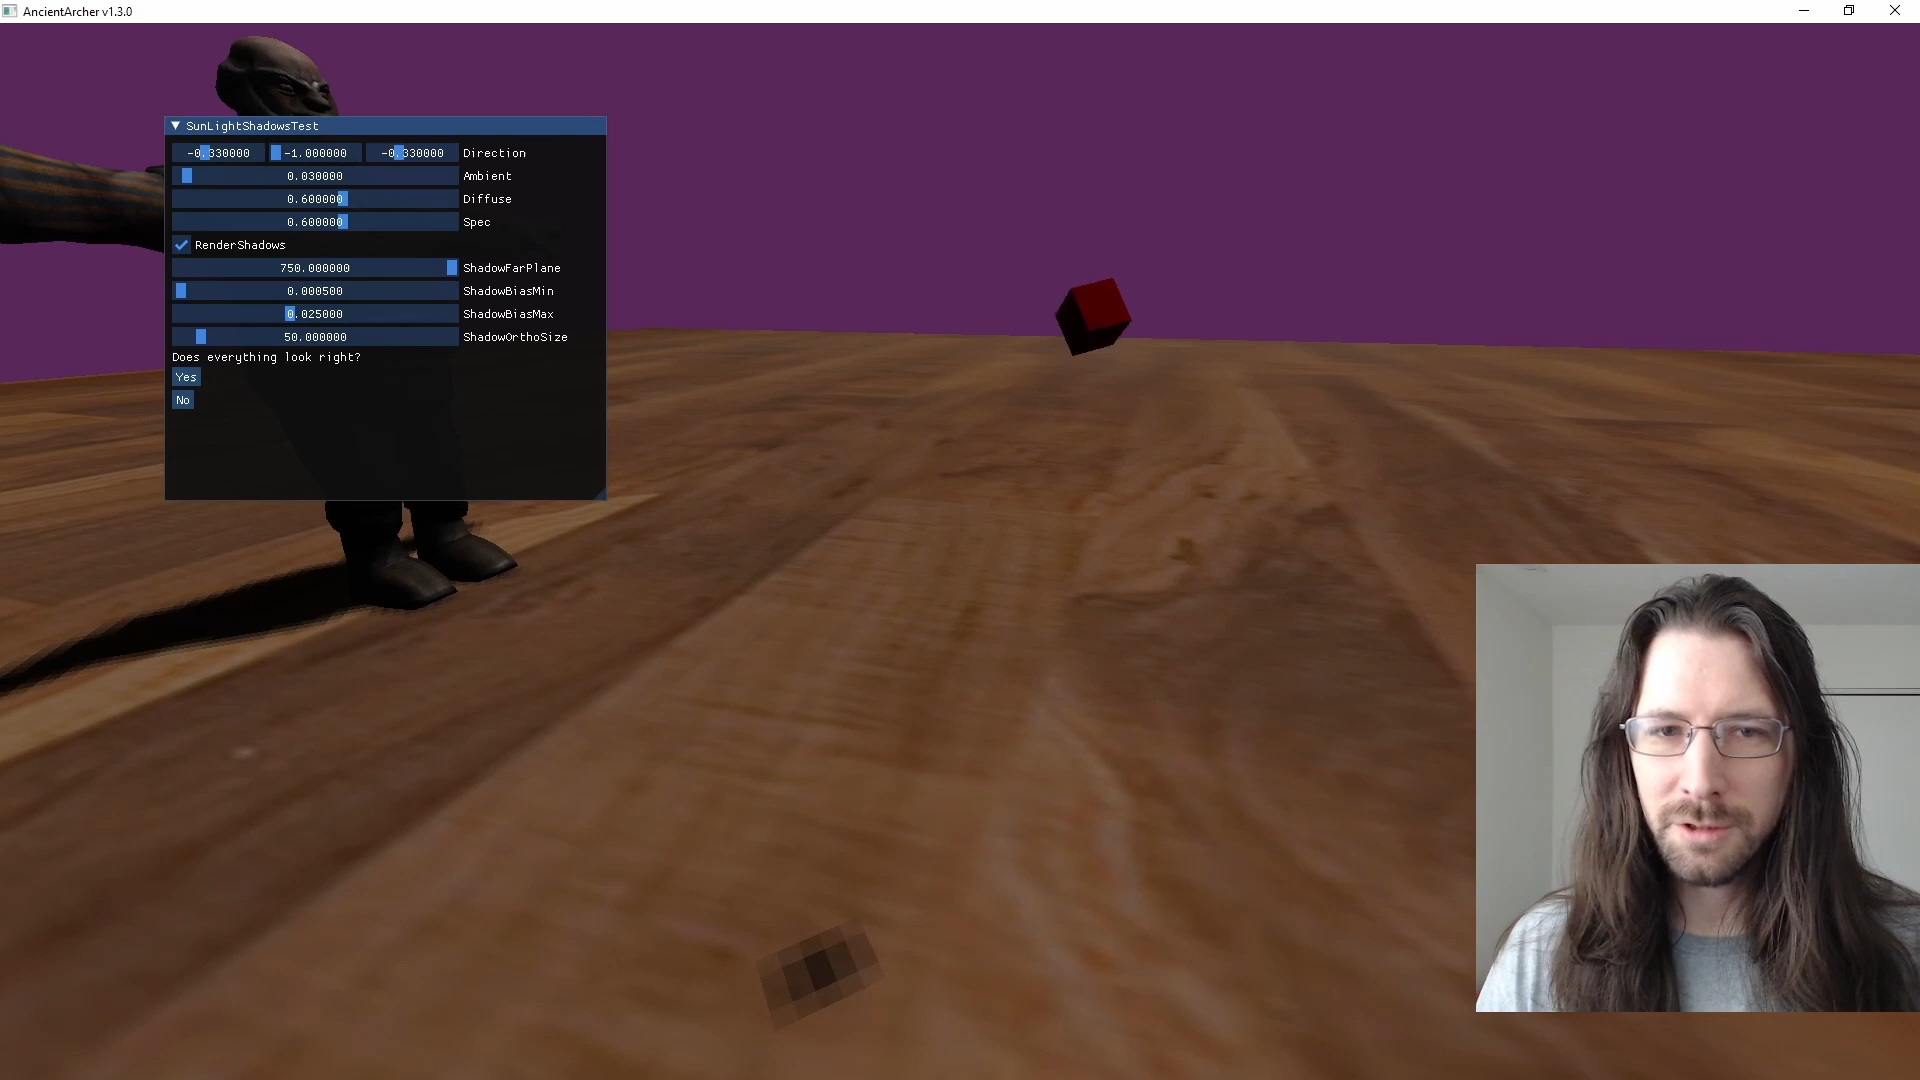 AncientArcher v1.3.0
SunLightShadowsTest
-0.330000 -1.000000 -0.330000 Direction
0.030000 Ambient
0.600000 Diffuse
0.600000 Spec
RenderShadows
750.000000 ShadowFarPlane
0.000500 ShadowBiasMin
0.025000 ShadowBiasMax
50.000000 ShadowOrthoSize
Does everything look right?
Yes
No